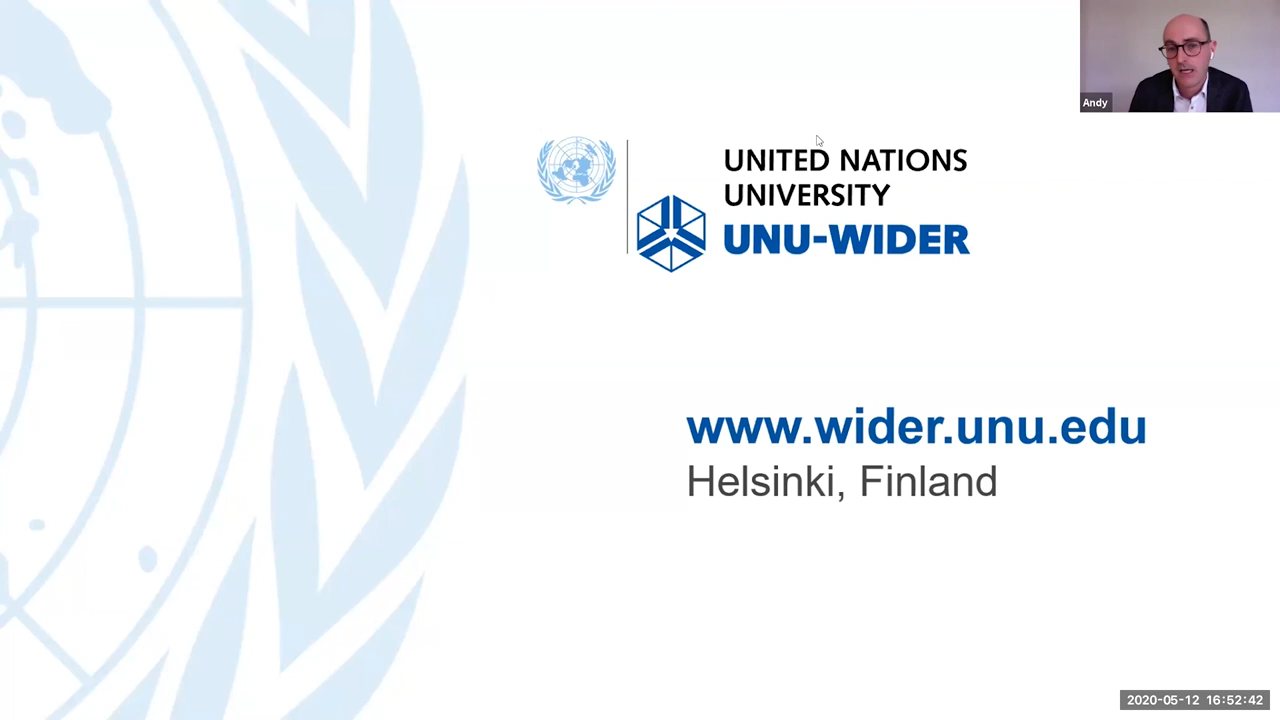 Andy
UNITED NATIONS
UNIVERSITY
UNU-WIDER
www.wider.unu.edu
Helsinki, Finland
2020-05-12 16:52:42